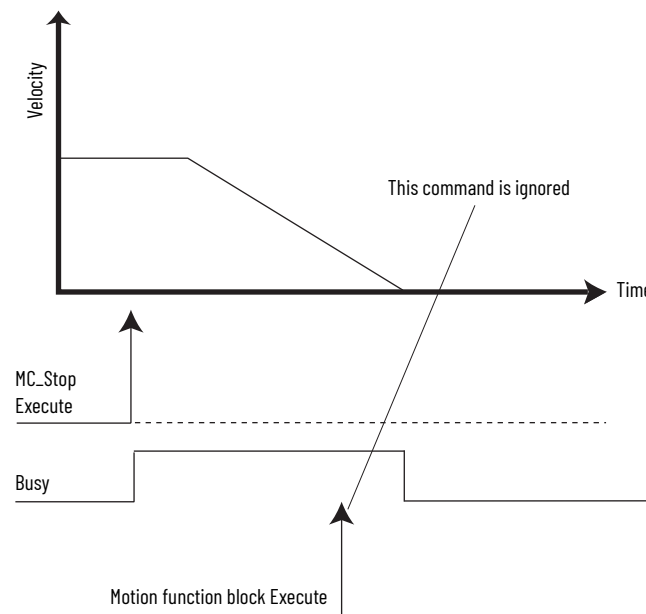 Velocity
This command is ignored
Time
MC_Stop
Execute
Busy
Motion function block Execute